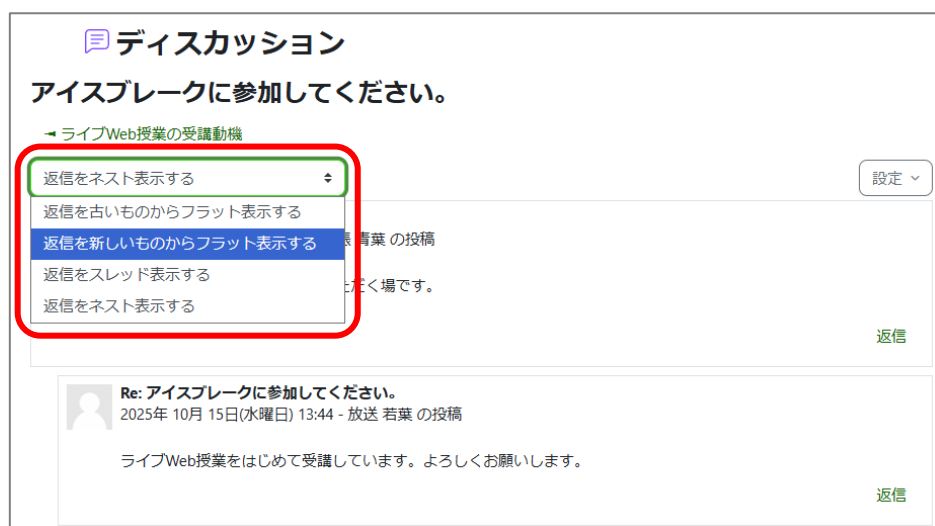 ディスカッション
アイスブレークに参加してください。
ライブWeb授業の受講動機
返信をネスト表示する
設定
返信を古いものからフラット表示する
返信を新しいものからフラット表示する
青葉 の投稿
返信をスレッド表示する
だく場です。
返信をネスト表示する
返信
Re: アイスブレークに参加してください。
2025年 10月 15日(水曜日) 13:44 - 放送 若葉 の投稿
ライブWeb授業をはじめて受講しています。よろしくお願いします。
返信